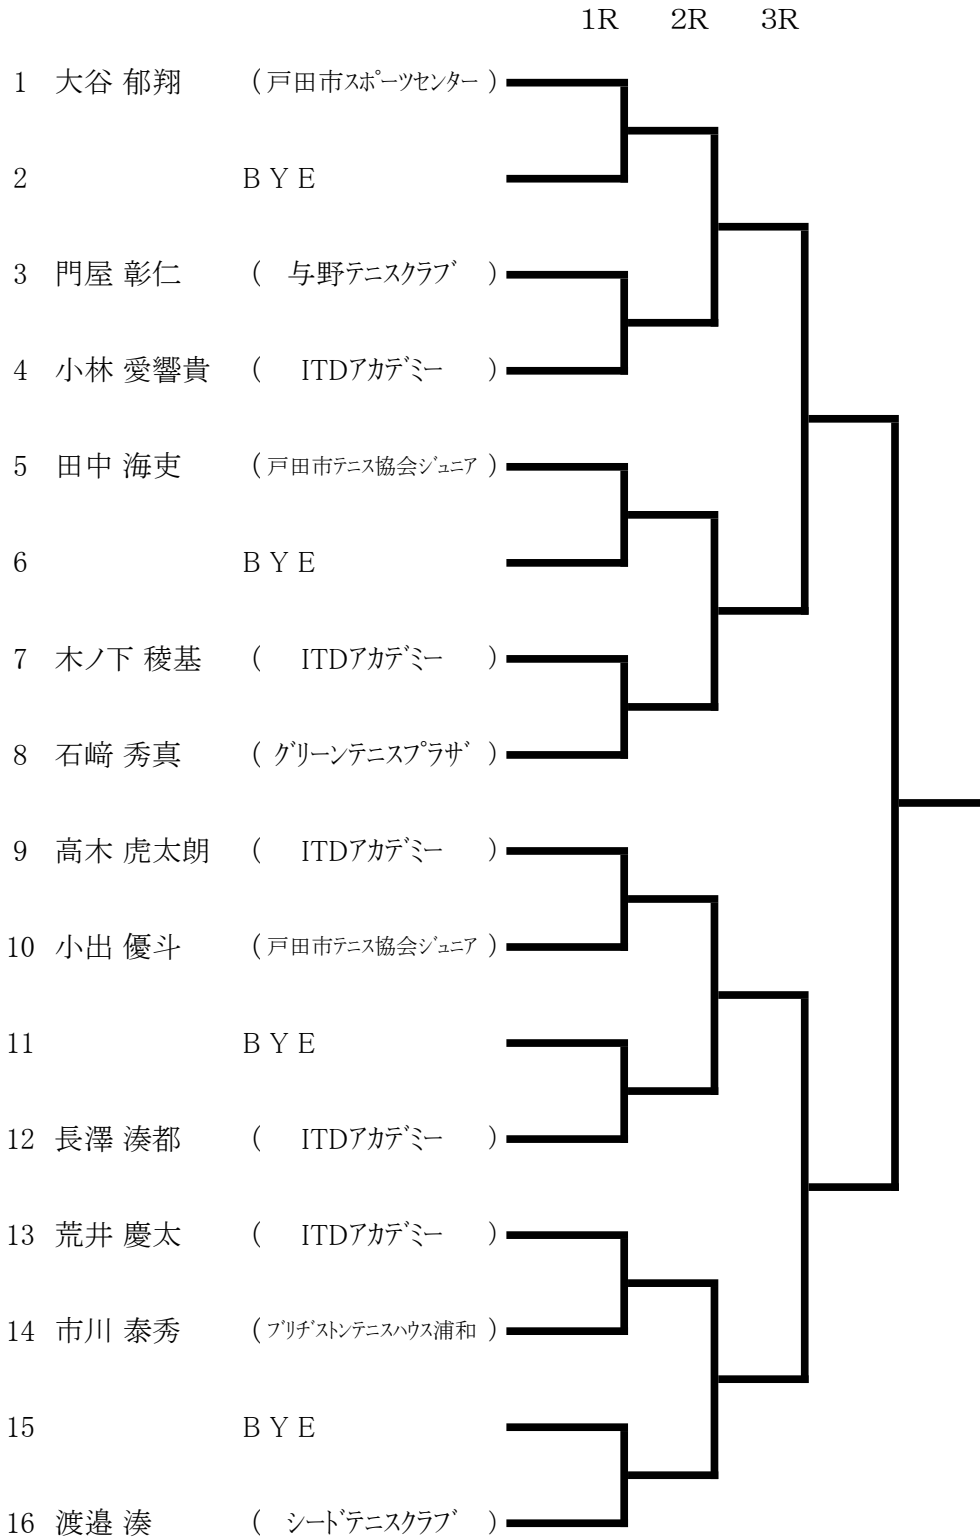 1R 2R 3R
1 大谷 郁翔 (戸田市ｽﾎﾟｰﾂｾﾝﾀｰ )
2 ＢＹＥ
3 門屋 彰仁 ( 与野ﾃﾆｽｸﾗﾌﾞ )
4 小林 愛響貴 ( ITDｱｶﾃﾞﾐｰ )
5 田中 海吏 (戸田市ﾃﾆｽ協会ｼﾞｭﾆｱ )
6 ＢＹＥ
7 木ノ下 稜基 ( ITDｱｶﾃﾞﾐｰ )
8 石﨑 秀真 ( ｸﾞﾘｰﾝﾃﾆｽﾌﾟﾗｻﾞ )
9 高木 虎太朗 ( ITDｱｶﾃﾞﾐｰ )
10 小出 優斗 (戸田市ﾃﾆｽ協会ｼﾞｭﾆｱ )
11 ＢＹＥ
12 長澤 湊都 ( ITDｱｶﾃﾞﾐｰ )
13 荒井 慶太 ( ITDｱｶﾃﾞﾐｰ )
14 市川 泰秀 (ﾌﾞﾘﾁﾞｽﾄﾝﾃﾆｽﾊｳｽ浦和 )
15 ＢＹＥ
16 渡邉 湊 ( ｼｰﾄﾞﾃﾆｽｸﾗﾌﾞ )